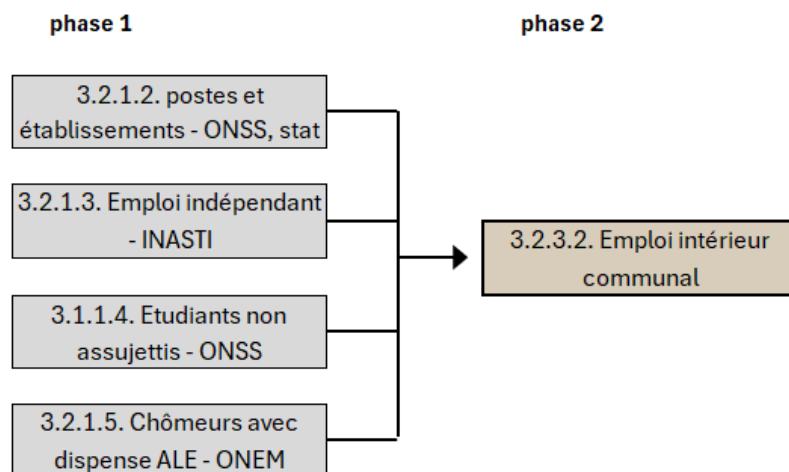 phase 1
phase 2
3.2.1.2. postes et
établissements - ONSS, stat
3.2.1.3. Emploi indépendant
- INASTI
3.1.1.4. Etudiants non
assujettis - ONSS
3.2.1.5. Chômeurs avec
dispense ALE - ONEM
3.2.3.2. Emploi intérieur
communal